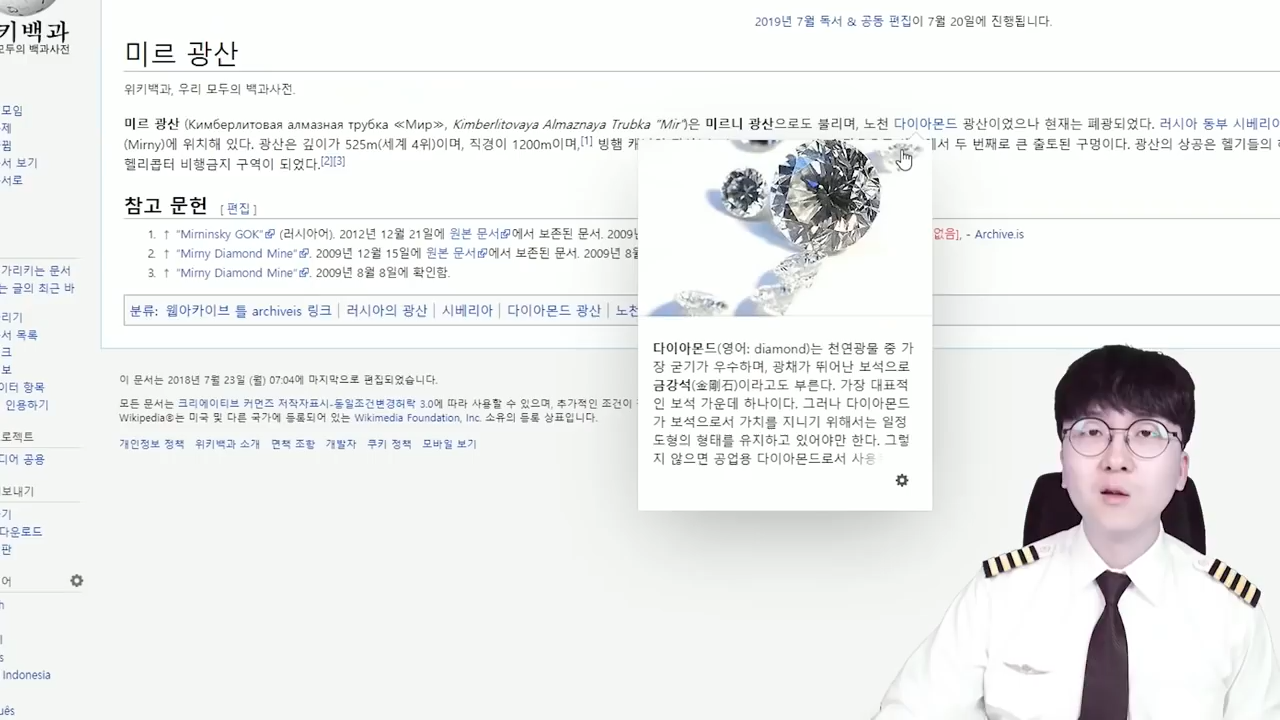 키백과
모두의 백과사전
2019년 7월 독서 & 공동 편집이 7월 20일에 진행됩니다.
미르 광산
위키백과, 우리 모두의 백과사전.
미르 광산 (Кимберлитовая алмазная трубка ≪Мир≫, Kimberlitovaya Almaznaya Trubka "Mir")은 미르니 광산으로도 불리며, 노천 다이아몬드 광산이었으나 현재는 폐광되었다. 러시아 동부 시베리아
(Mirny)에 위치해 있다. 광산은 깊이가 525m(세계 4위)이며, 직경이 1200m이며,[1] 빙햄 에서 두 번째로 큰 출토된 구멍이다. 광산의 상공은 헬기들의
헬리콥터 비행금지 구역이 되었다.[2][3]
참고 문헌 [편집]
1. ↑ "Mirninsky GOK" (러시아어). 2012년 12월 21일에 원본 문서에서 보존된 문서. 2009년 없음], - Archive.is
2. ↑ "Mirny Diamond Mine". 2009년 12월 15일에 원본 문서에서 보존된 문서. 2009년 8월
3. ↑ "Mirny Diamond Mine". 2009년 8월 8일에 확인함.
분류: 웹아카이브 틀 archiveis 링크 | 러시아의 광산 | 시베리아 | 다이아몬드 광산 | 노천
다이아몬드(영어: diamond)는 천연광물 중 가
장 굳기가 우수하며, 광채가 뛰어난 보석으로
금강석(金剛石)이라고도 부른다. 가장 대표적
인 보석 가운데 하나이다. 그러나 다이아몬드
가 보석으로서 가치를 지니기 위해서는 일정
도형의 형태를 유지하고 있어야만 한다. 그렇
지 않으면 공업용 다이아몬드로서 사용
이 문서는 2018년 7월 23일 (월) 07:04에 마지막으로 편집되었습니다.
모든 문서는 크리에이티브 커먼즈 저작자표시-동일조건변경허락 3.0에 따라 사용할 수 있으며, 추가적인 조건이
Wikipedia®는 미국 및 다른 국가에 등록되어 있는 Wikimedia Foundation, Inc. 소유의 등록 상표입니다.
개인정보 정책 위키백과 소개 면책 조항 개발자 쿠키 정책 모바일 보기
모임
서 보기
서로
가리키는 문서
는 글의 최근 바
리기
서 목록
크
보
이터 항목
인용하기
로젝트
디어 공용
보내기
기
다운로드
판
어
Indonesia
uês